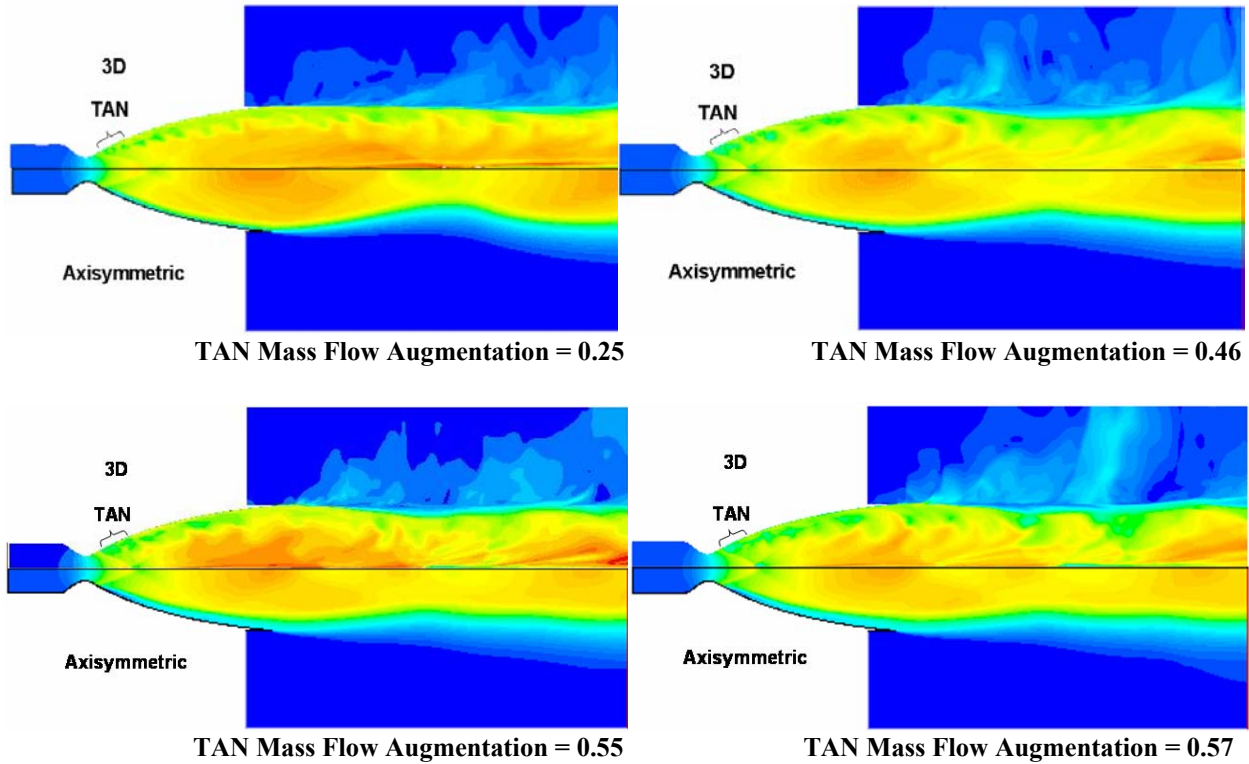 3D
TAN
Axisymmetric
TAN Mass Flow Augmentation = 0.25
3D
TAN
Axisymmetric
TAN Mass Flow Augmentation = 0.46
3D
TAN
Axisymmetric
TAN Mass Flow Augmentation = 0.55
3D
TAN
Axisymmetric
TAN Mass Flow Augmentation = 0.57